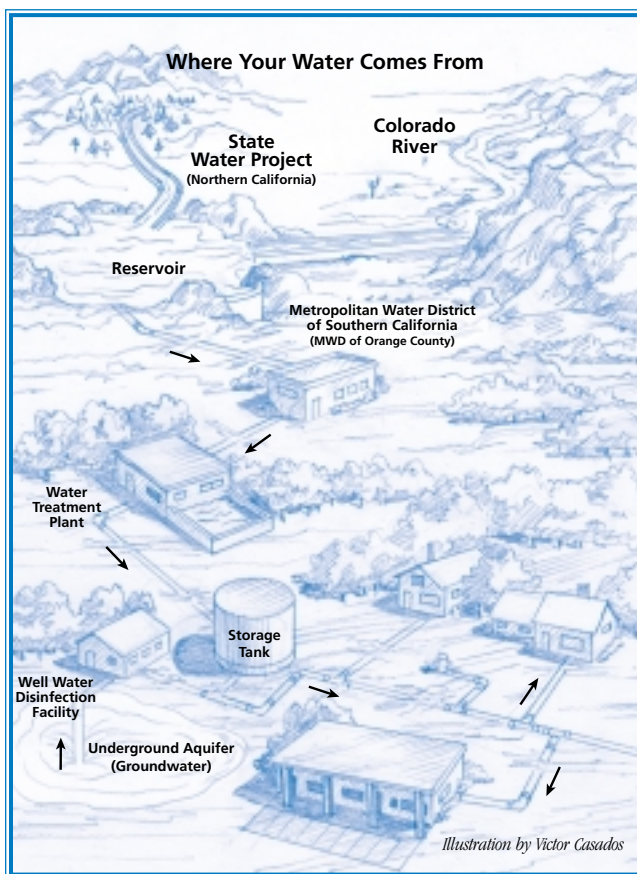 Where Your Water Comes From
State
Water Project
(Northern California)
Colorado
River
Reservoir
Metropolitan Water District
of Southern California
(MWD of Orange County)
Water
Treatment
Plant
Storage
Tank
Well Water
Disinfection
Facility
Underground Aquifer
(Groundwater)
Illustration by Victor Casados